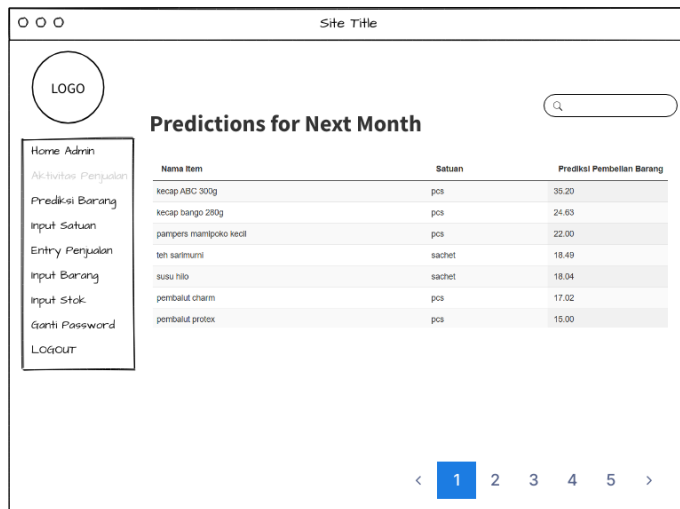 Site Title
LOGO
Predictions for Next Month
Home Admin
Aktivitas Penjualan
Prediksi Barang
Input Satuan
Entry Penjualan
Input Barang
Input Stok
Ganti Password
LOGOUT
Nama Item Satuan Prediksi Pembelian Barang
kecap ABC 300g pcs 35.20
kecap bango 280g pcs 24.63
pampers mamipoko kecil pcs 22.00
teh sarimurni sachet 18.49
susu hilo sachet 18.04
pembalut charm pcs 17.02
pembalut protex pcs 15.00
‹ 1 2 3 4 5 ›